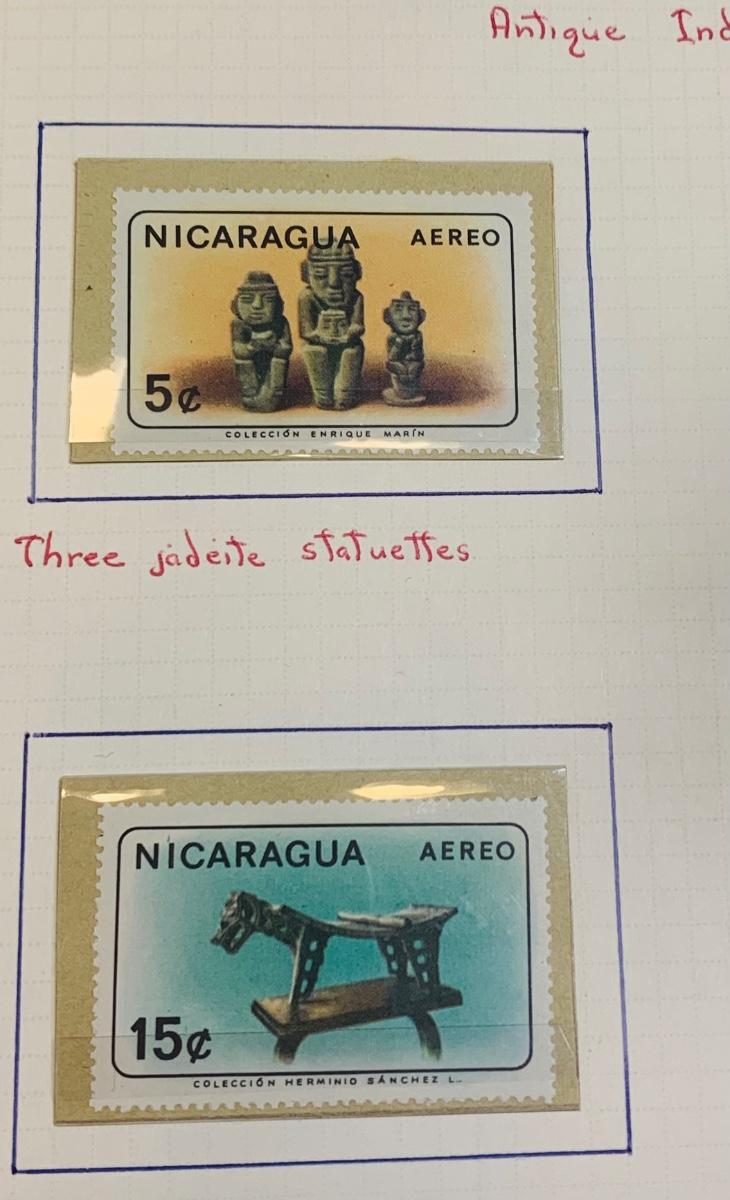 Antique Ind
NICARAGUA AEREO
5¢
COLECCIÓN ENRIQUE MARÍN
Three jadeite statuettes
NICARAGUA AEREO
15¢
COLECCIÓN HERMINIO SÁNCHEZ L.